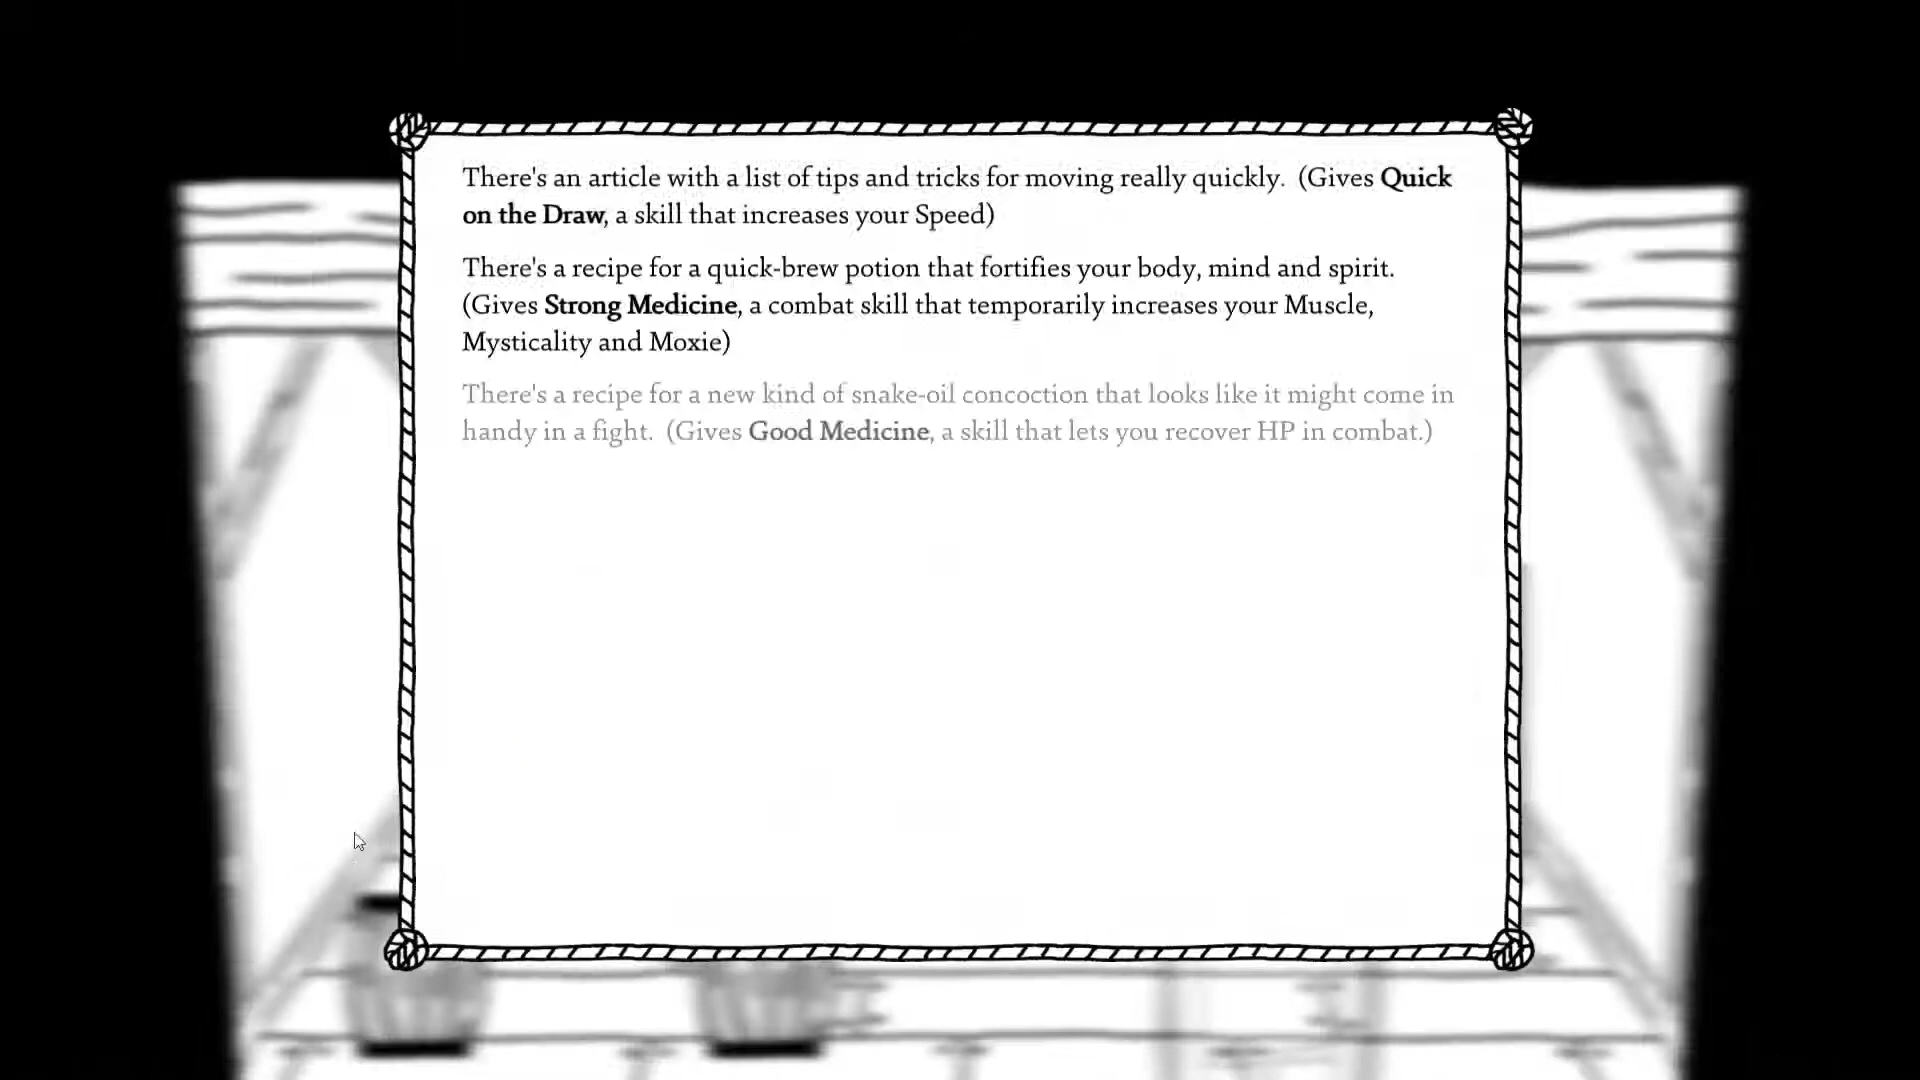 There's an article with a list of tips and tricks for moving really quickly.  (Gives Quick
on the Draw, a skill that increases your Speed)
There's a recipe for a quick-brew potion that fortifies your body, mind and spirit.
(Gives Strong Medicine, a combat skill that temporarily increases your Muscle,
Mysticality and Moxie)
There's a recipe for a new kind of snake-oil concoction that looks like it might come in
handy in a fight.  (Gives Good Medicine, a skill that lets you recover HP in combat.)